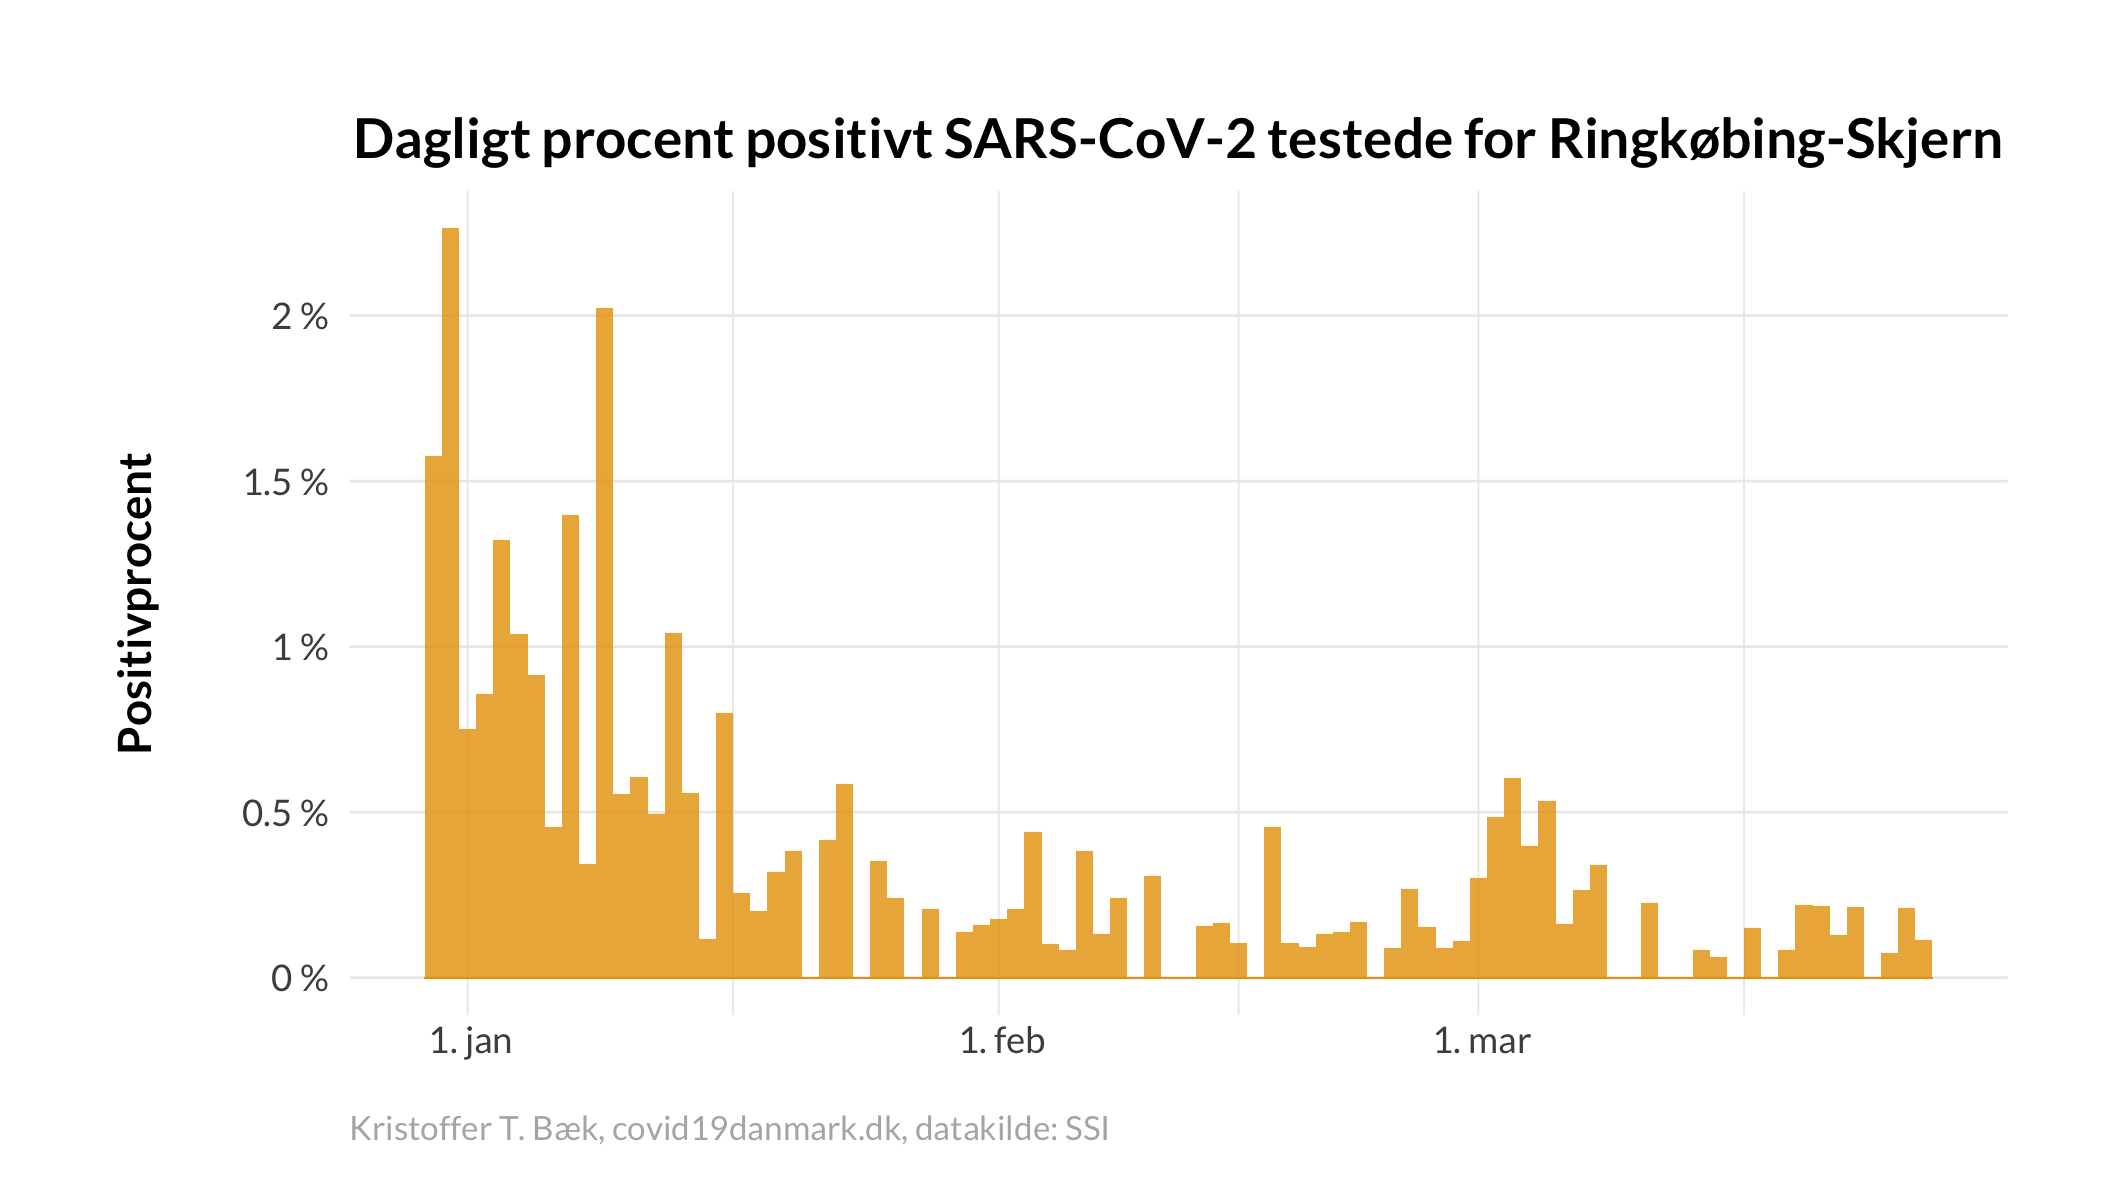 Dagligt procent positivt SARS-CoV-2 testede for Ringkøbing-Skjern
Positivprocent
2 %
1.5 %
1 %
0.5 %
0 %
1. jan
1. feb
1. mar
Kristoffer T. Bæk, covid19danmark.dk, datakilde: SSI